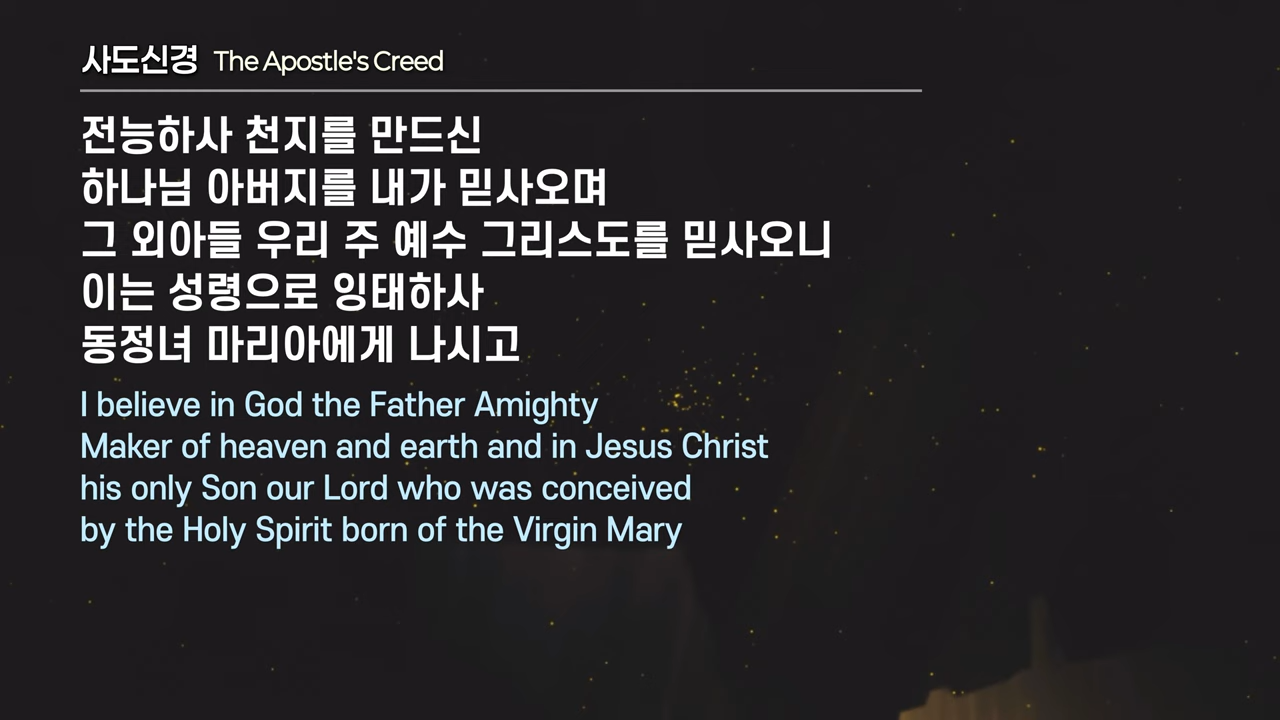 사도신경 The Apostle's Creed
전능하사 천지를 만드신
하나님 아버지를 내가 믿사오며
그 외아들 우리 주 예수 그리스도를 믿사오니
이는 성령으로 잉태하사
동정녀 마리아에게 나시고
I believe in God the Father Amighty
Maker of heaven and earth and in Jesus Christ
his only Son our Lord who was conceived
by the Holy Spirit born of the Virgin Mary